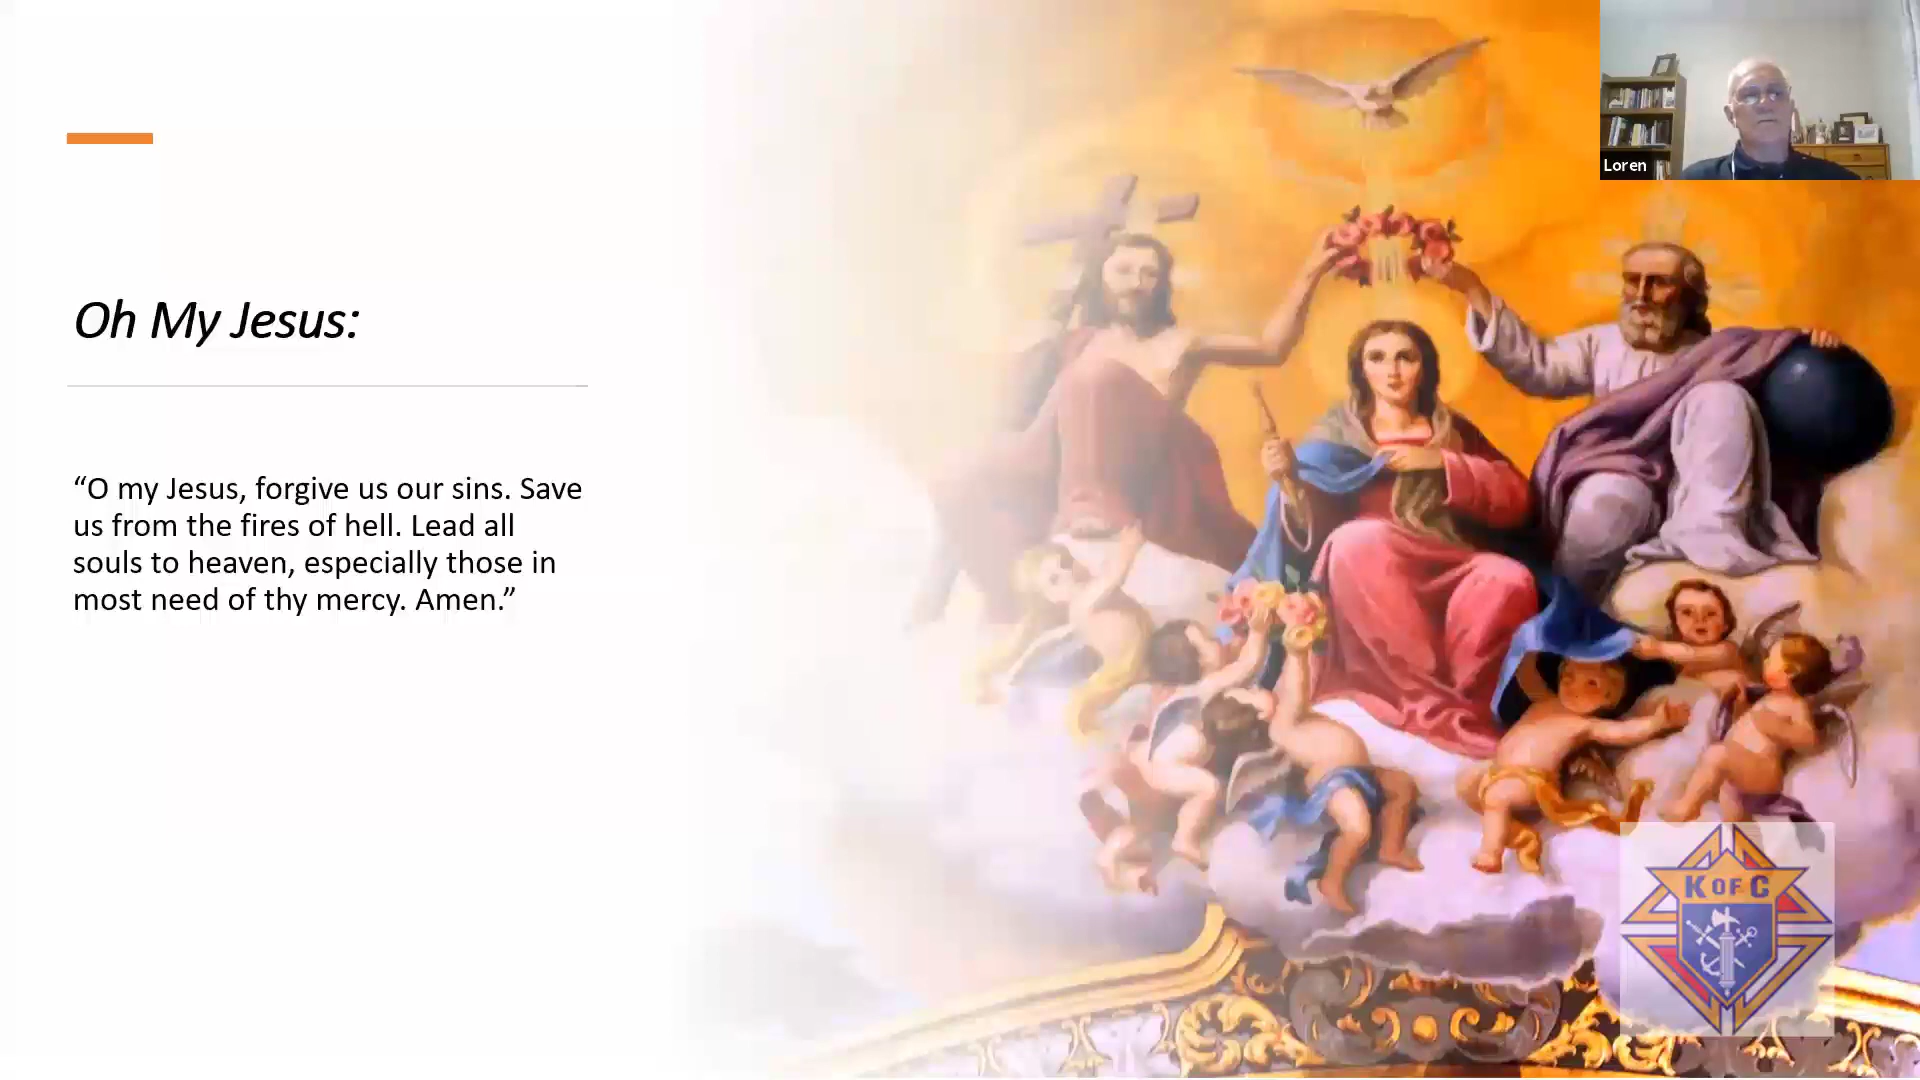 Loren
Oh My Jesus:
“O my Jesus, forgive us our sins. Save
us from the fires of hell. Lead all
souls to heaven, especially those in
most need of thy mercy. Amen.”
K OF C